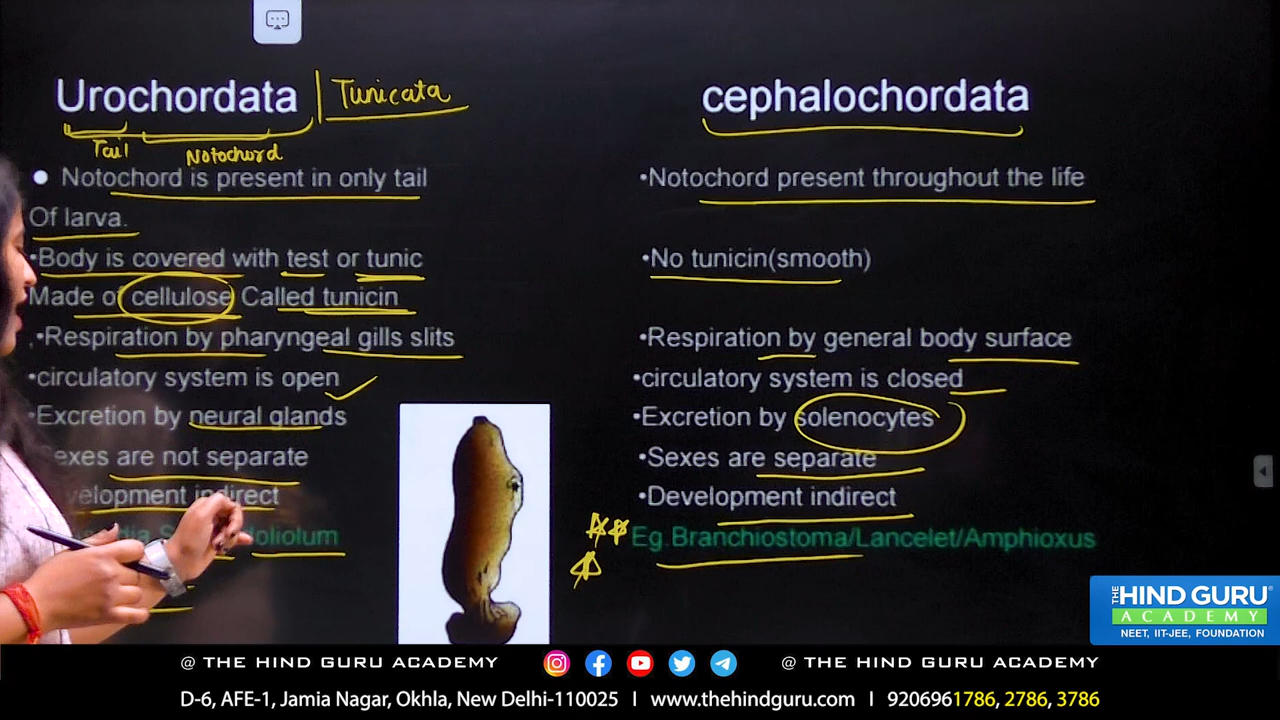 Urochordata | Tunicata
Tail Notochord
● Notochord is present in only tail
Of larva.
•Body is covered with test or tunic
Made of cellulose Called tunicin
•Respiration by pharyngeal gills slits
•circulatory system is open
•Excretion by neural glands
Sexes are not separate
indirect
doliolum
cephalochordata
•Notochord present throughout the life
•No tunicin(smooth)
•Respiration by general body surface
•circulatory system is closed
•Excretion by solenocytes
•Sexes are separate
•Development indirect
Eg.Branchiostoma/Lancelet/Amphioxus
THE HIND GURU
ACADEMY
NEET, IIT-JEE, FOUNDATION
@ THE HIND GURU ACADEMY @ THE HIND GURU ACADEMY
D-6, AFE-1, Jamia Nagar, Okhla, New Delhi-110025 I www.thehindguru.com I 9206961786, 2786, 3786